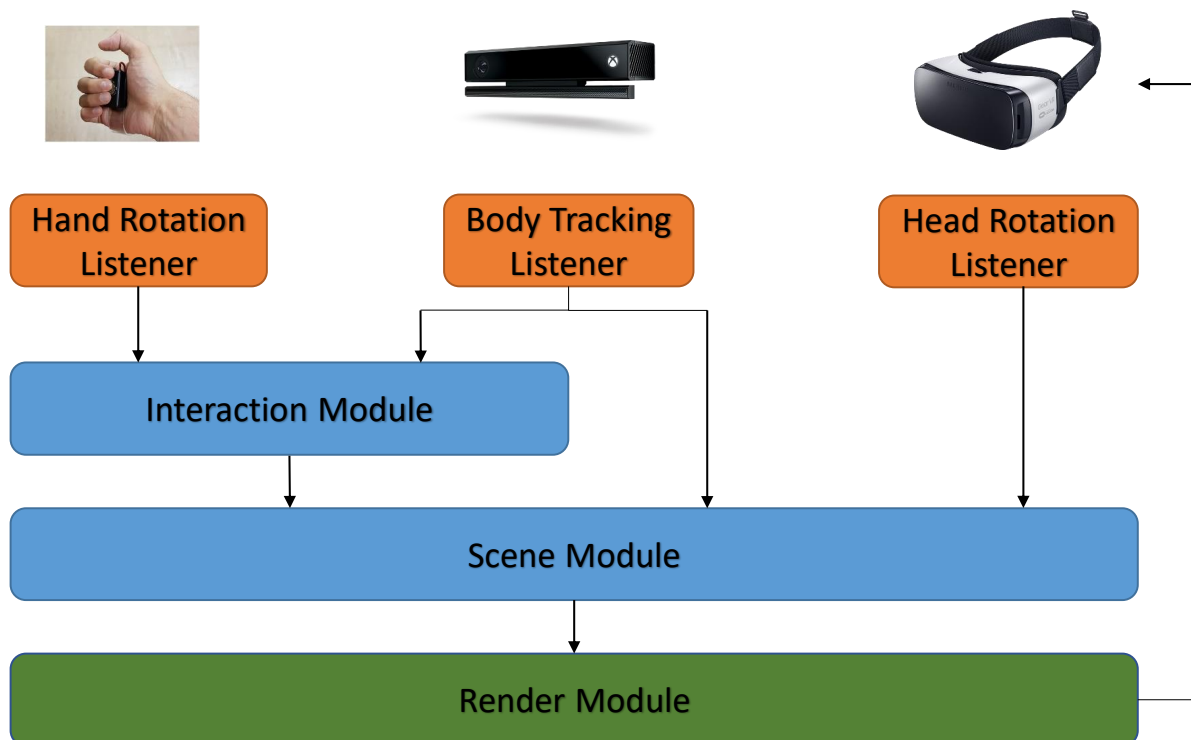 Hand Rotation
Listener
Body Tracking
Listener
Head Rotation
Listener
Interaction Module
Scene Module
Render Module